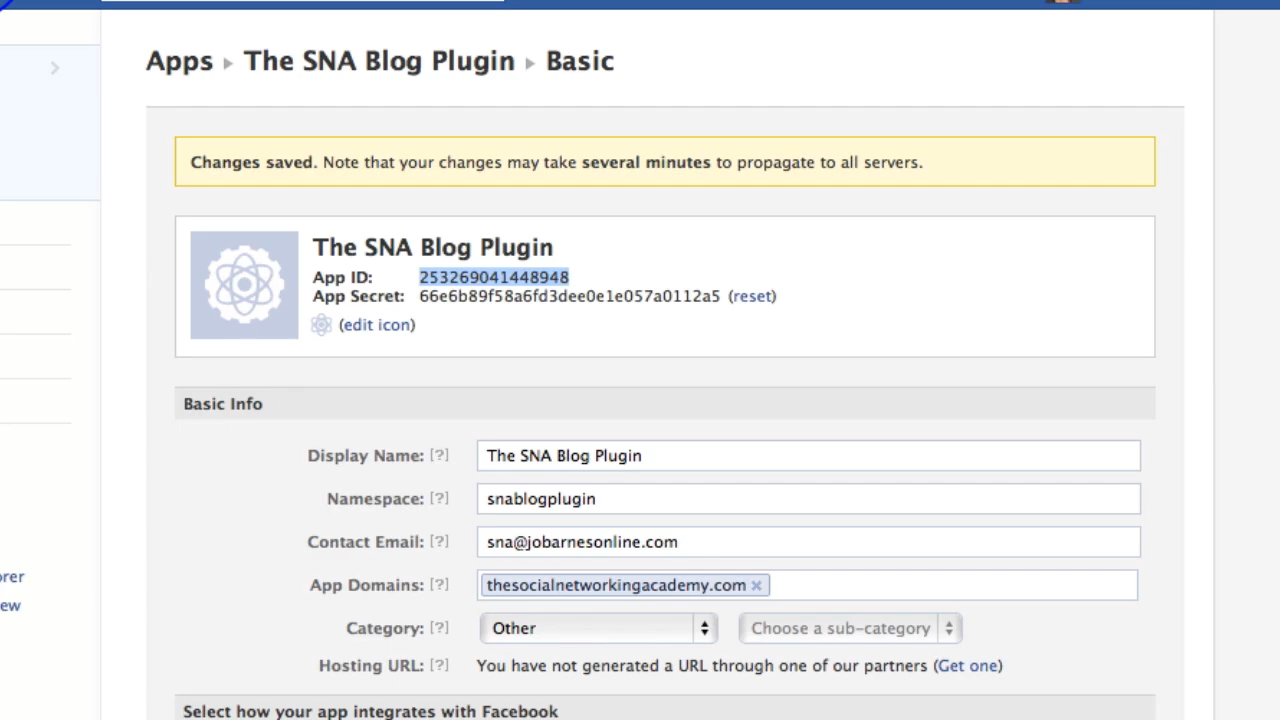 Apps ▸ The SNA Blog Plugin ▸ Basic
Changes saved. Note that your changes may take several minutes to propagate to all servers.
The SNA Blog Plugin
App ID: 253269041448948
App Secret: 66e6b89f58a6fd3dee0e1e057a0112a5 (reset)
(edit icon)
Basic Info
Display Name: [?] The SNA Blog Plugin
Namespace: [?] snablogplugin
Contact Email: [?] sna@jobarnesonline.com
App Domains: [?] thesocialnetworkingacademy.com ×
orer
Category: [?] Other Choose a sub-category
ew
Hosting URL: [?] You have not generated a URL through one of our partners (Get one)
Select how your app integrates with Facebook